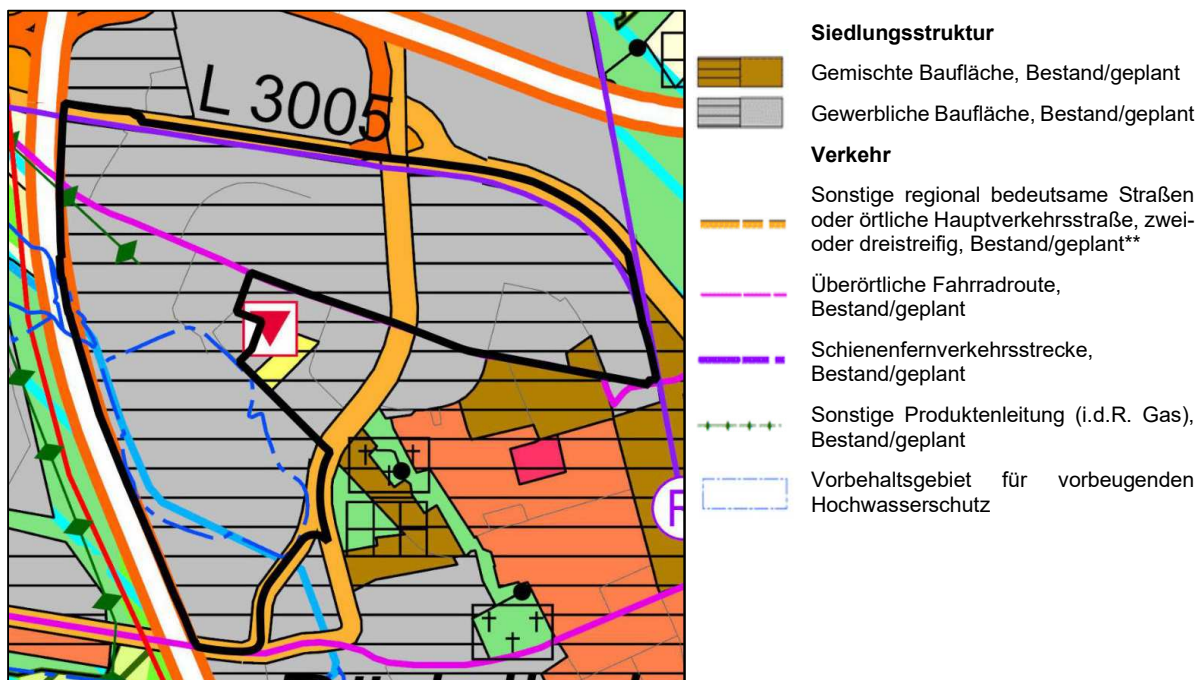 L 3005
Siedlungsstruktur
Gemischte Baufläche, Bestand/geplant
Gewerbliche Baufläche, Bestand/geplant
Verkehr
Sonstige regional bedeutsame Straßen
oder örtliche Hauptverkehrsstraße, zwei-
oder dreistreifig, Bestand/geplant**
Überörtliche Fahrradroute,
Bestand/geplant
Schienenfernverkehrsstrecke,
Bestand/geplant
Sonstige Produktenleitung (i.d.R. Gas),
Bestand/geplant
Vorbehaltsgebiet für vorbeugenden
Hochwasserschutz